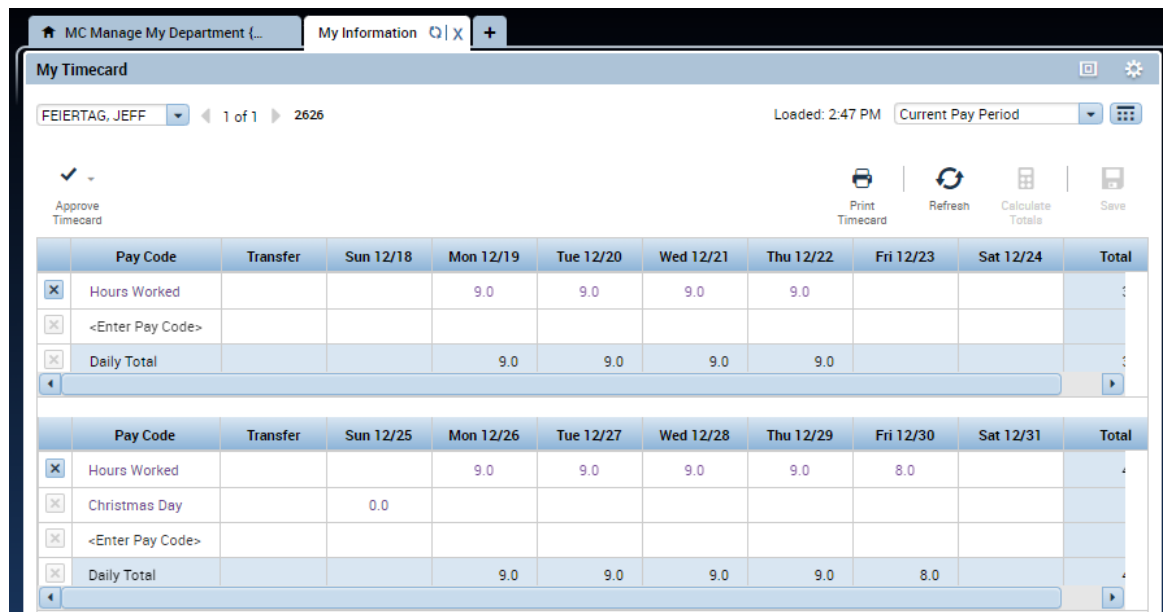 MC Manage My Department {... My Information X +
My Timecard
FEIERTAG, JEFF 1 of 1 2626 Loaded: 2:47 PM Current Pay Period
Approve Timecard Print Timecard Refresh Calculate Totals Save
Pay Code Transfer Sun 12/18 Mon 12/19 Tue 12/20 Wed 12/21 Thu 12/22 Fri 12/23 Sat 12/24 Total
Hours Worked 9.0 9.0 9.0 9.0
<Enter Pay Code>
Daily Total 9.0 9.0 9.0 9.0
Pay Code Transfer Sun 12/25 Mon 12/26 Tue 12/27 Wed 12/28 Thu 12/29 Fri 12/30 Sat 12/31 Total
Hours Worked 9.0 9.0 9.0 9.0 8.0
Christmas Day 0.0
<Enter Pay Code>
Daily Total 9.0 9.0 9.0 9.0 8.0